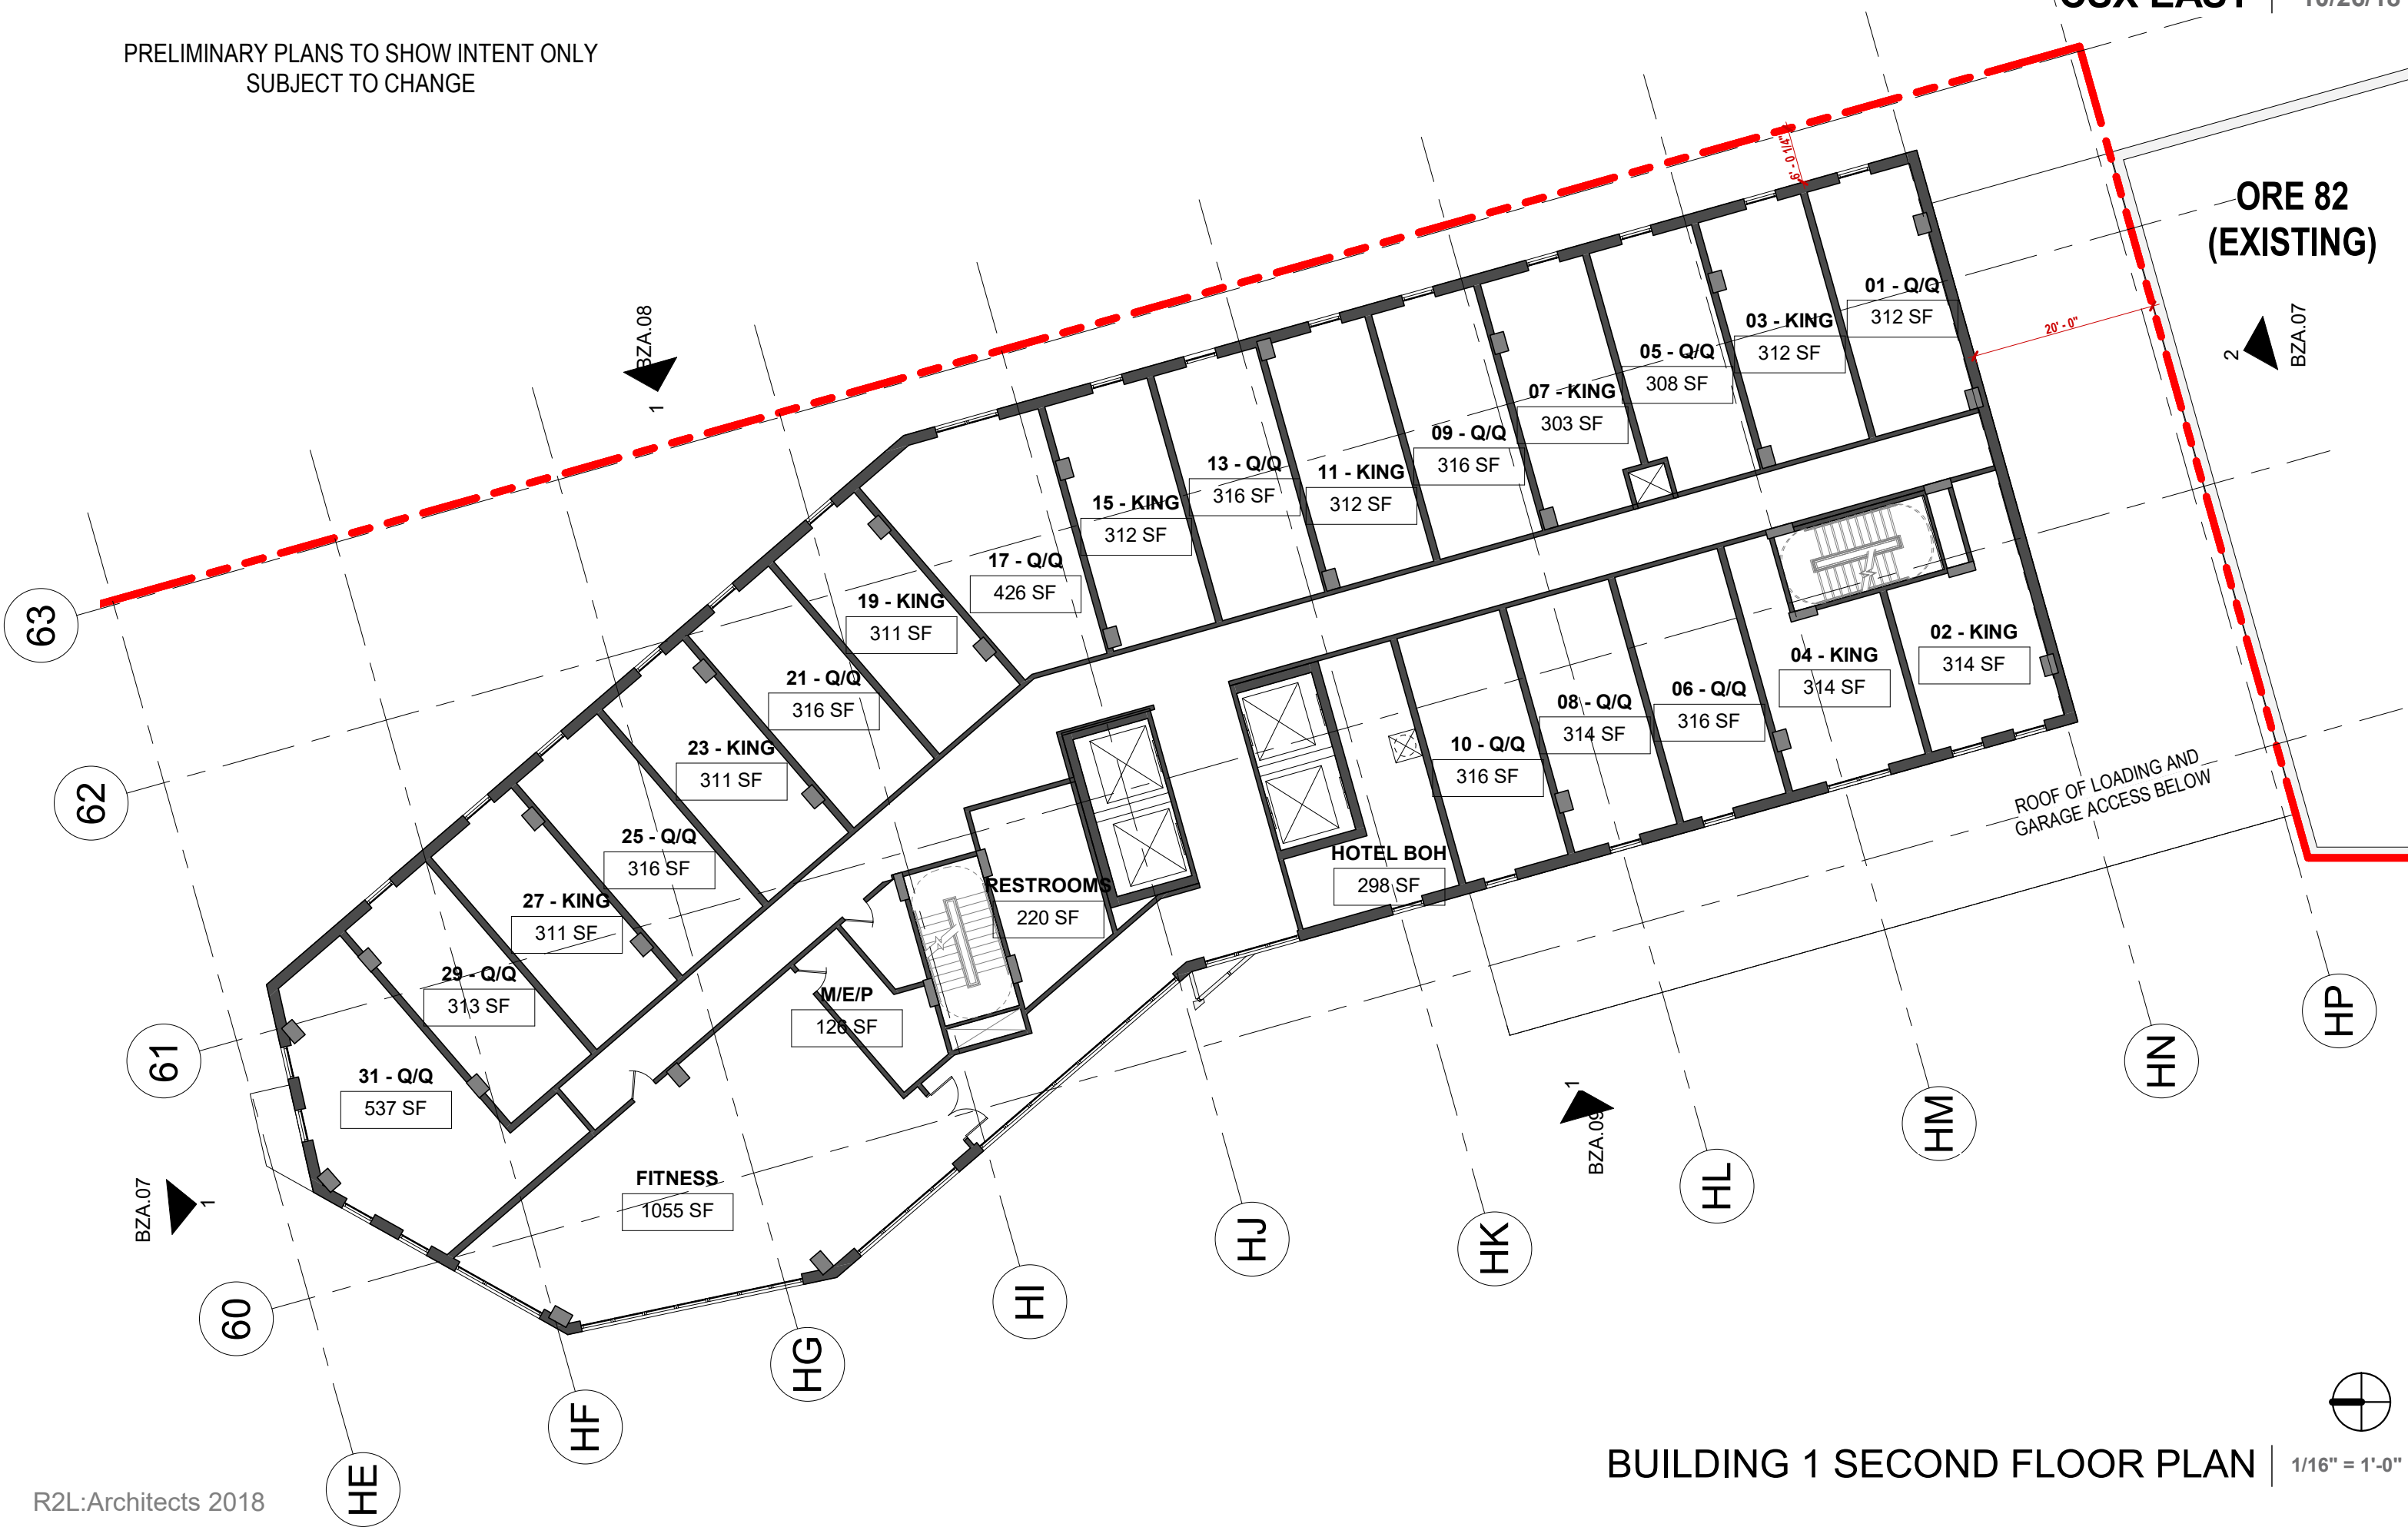 PRELIMINARY PLANS TO SHOW INTENT ONLY
SUBJECT TO CHANGE
ORE 82
(EXISTING)
6' - 0 1/4"
20' - 0"
BZA.08
1
2
BZA.07
01 - Q/Q
312 SF
03 - KING
312 SF
05 - Q/Q
308 SF
07 - KING
303 SF
09 - Q/Q
316 SF
11 - KING
312 SF
13 - Q/Q
316 SF
15 - KING
312 SF
17 - Q/Q
426 SF
19 - KING
311 SF
21 - Q/Q
316 SF
23 - KING
311 SF
25 - Q/Q
316 SF
27 - KING
311 SF
29 - Q/Q
313 SF
31 - Q/Q
537 SF
02 - KING
314 SF
04 - KING
314 SF
06 - Q/Q
316 SF
08 - Q/Q
314 SF
10 - Q/Q
316 SF
HOTEL BOH
298 SF
RESTROOMS
220 SF
M/E/P
126 SF
FITNESS
1055 SF
ROOF OF LOADING AND
GARAGE ACCESS BELOW
63
62
61
60
BZA.07
1
BZA.09
1
HE
HF
HG
HI
HJ
HK
HL
HM
HN
HP
BUILDING 1 SECOND FLOOR PLAN
1/16" = 1'-0"
R2L:Architects 2018